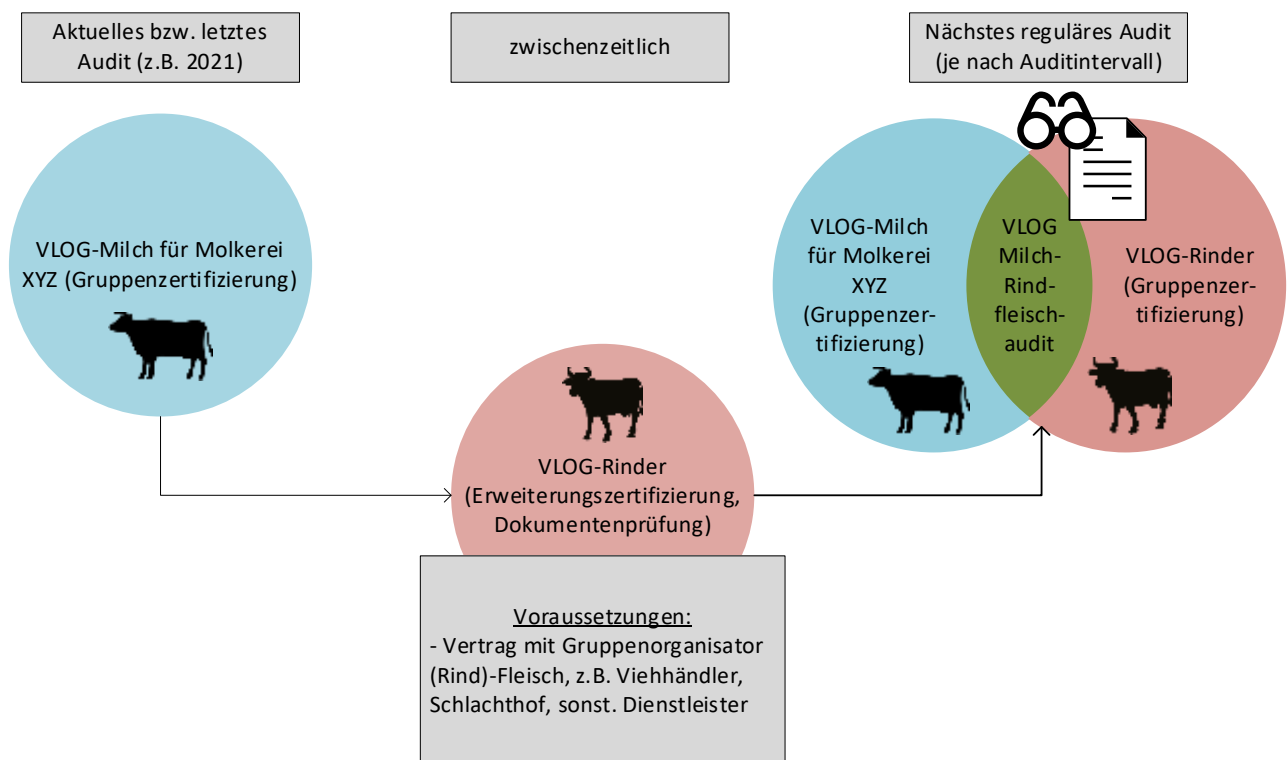 Aktuelles bzw. letztes
Audit (z.B. 2021)
zwischenzeitlich
Nächstes reguläres Audit
(je nach Auditintervall)
VLOG-Milch für Molkerei
XYZ (Gruppenzertifizierung)
VLOG-Rinder
(Erweiterungszertifizierung,
Dokumentenprüfung)
Voraussetzungen:
- Vertrag mit Gruppenorganisator
(Rind)-Fleisch, z.B. Viehhändler,
Schlachthof, sonst. Dienstleister
VLOG-Milch
für Molkerei
XYZ
(Gruppenzer-
tifizierung)
VLOG
Milch-
Rind-
fleisch-
audit
VLOG-Rinder
(Gruppenzer-
tifizierung)